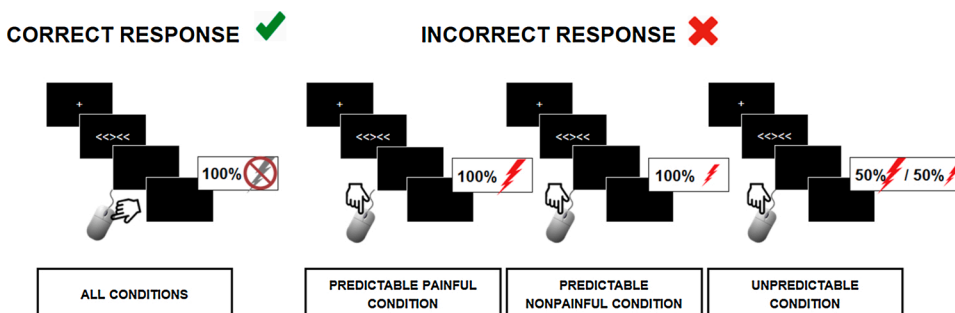 CORRECT RESPONSE
INCORRECT RESPONSE
+
<<><<
100%
+
<<><<
100%
+
<<><<
100%
+
<<><<
50% / 50%
ALL CONDITIONS
PREDICTABLE PAINFUL
CONDITION
PREDICTABLE
NONPAINFUL CONDITION
UNPREDICTABLE
CONDITION